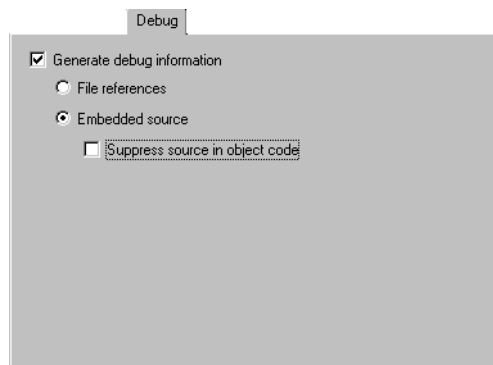 Debug
Generate debug information
File references
Embedded source
Suppress source in object code